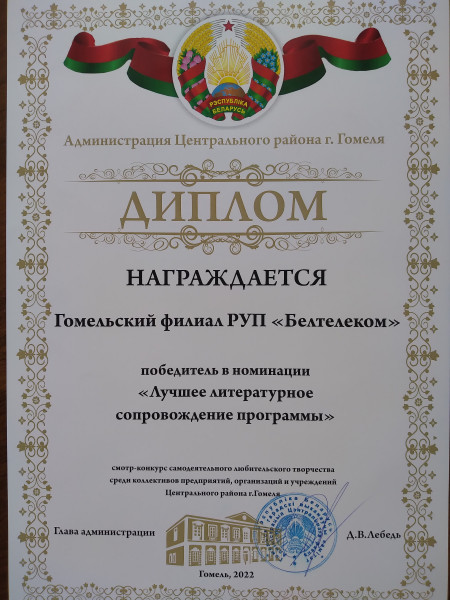 РЭСПУБЛІКА
БЕЛАРУСЬ
Администрация Центрального района г. Гомеля
ДИПЛОМ
НАГРАЖДАЕТСЯ
Гомельский филиал РУП «Белтелеком»
победитель в номинации
«Лучшее литературное
сопровождение программы»
смотр-конкурс самодеятельного любительского творчества
среди коллективов предприятий, организаций и учреждений
Центрального района г.Гомеля
Глава администрации
Д.В.Лебедь
Гомель, 2022